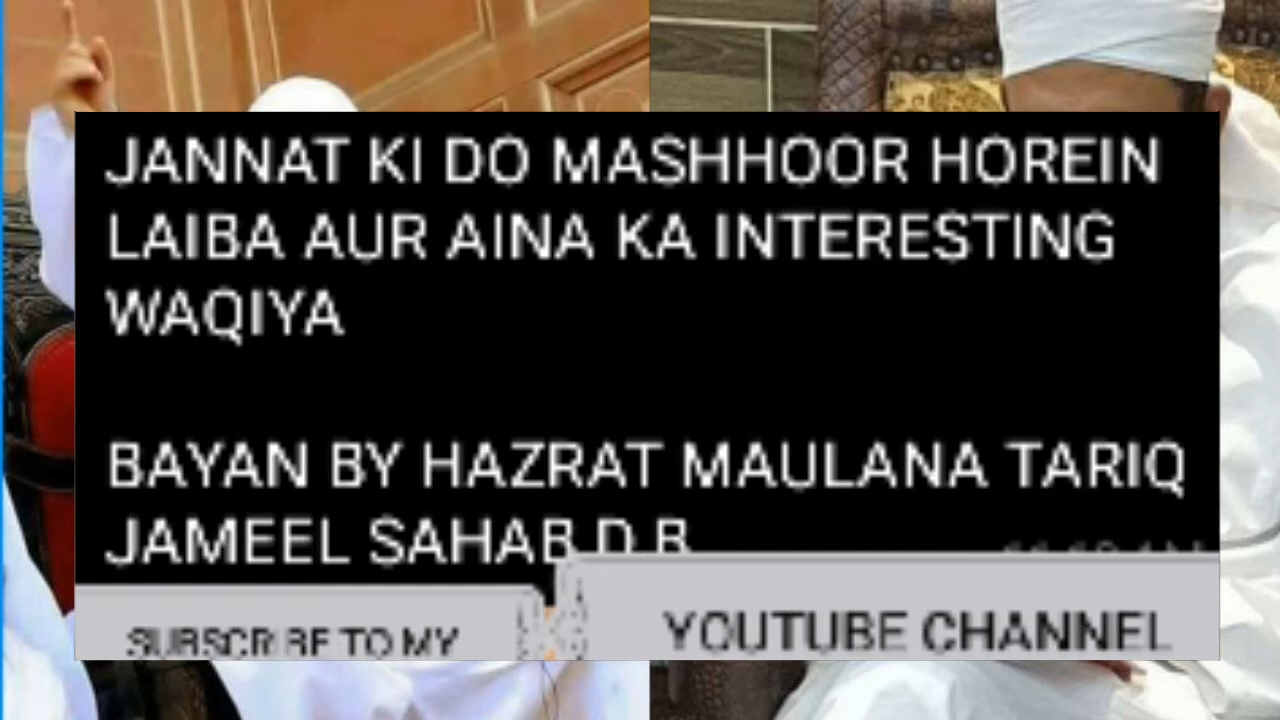 JANNAT KI DO MASHHOOR HOREIN
LAIBA AUR AINA KA INTERESTING
WAQIYA
BAYAN BY HAZRAT MAULANA TARIQ
JAMEEL SAHAB D B
SUBSCRIBE TO MY
YOUTUBE CHANNEL